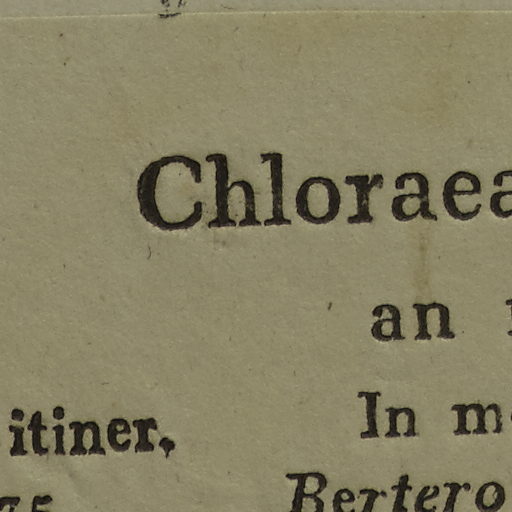 Chloraea
an
itiner.
In
Bertero